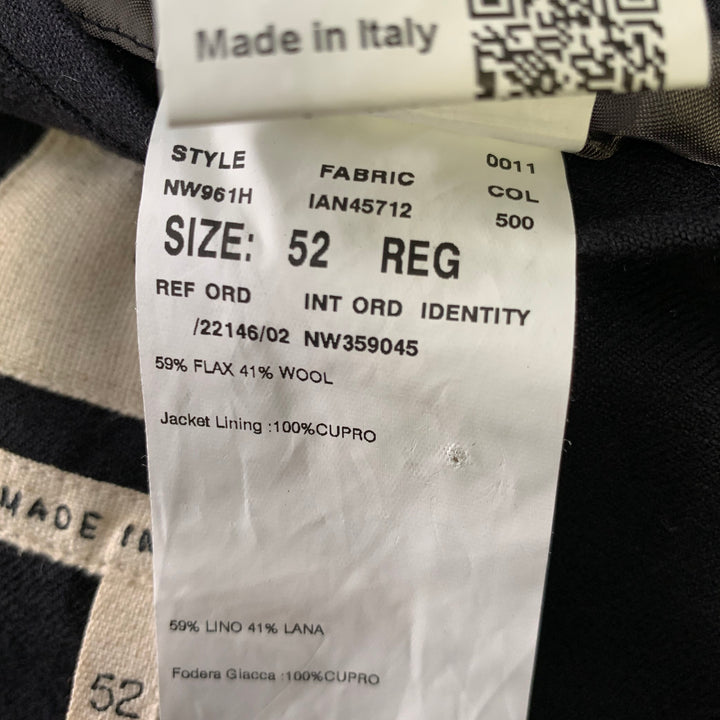 Made in Italy
STYLE FABRIC 0011
NW961H IAN45712 COL
500
SIZE: 52 REG
REF ORD INT ORD IDENTITY
/22146/02 NW359045
59% FLAX 41% WOOL
Jacket Lining :100%CUPRO
MADE IN
59% LINO 41% LANA
Fodera Giacca :100%CUPRO
52